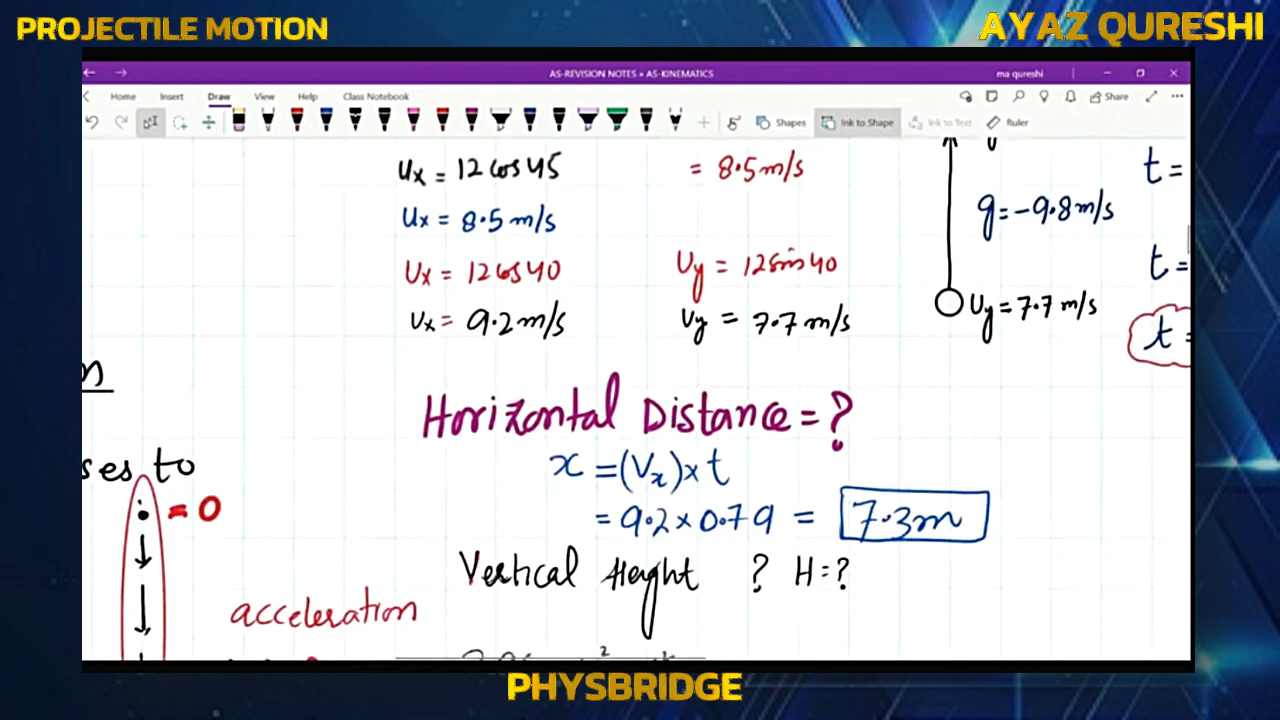 PROJECTILE MOTION
AYAZ QURESHI
AS-REVISION NOTES » AS-KINEMATICS
ma qureshi
Home Insert Draw View Help Class Notebook
Share
Shapes Ink to Shape Ink to Text Ruler
Ux = 12 cos 45
= 8.5 m/s
Ux = 8.5 m/s
Ux = 12 cos 40
Uy = 12 sin 40
Ux = 9.2 m/s
Uy = 7.7 m/s
g = -9.8 m/s
Uy = 7.7 m/s
t =
t =
t =
Horizontal Distance = ?
x = (Vx) × t
= 9.2 × 0.79 = 7.3m
Vertical Height ? H = ?
ses to
= 0
acceleration
PHYSBRIDGE